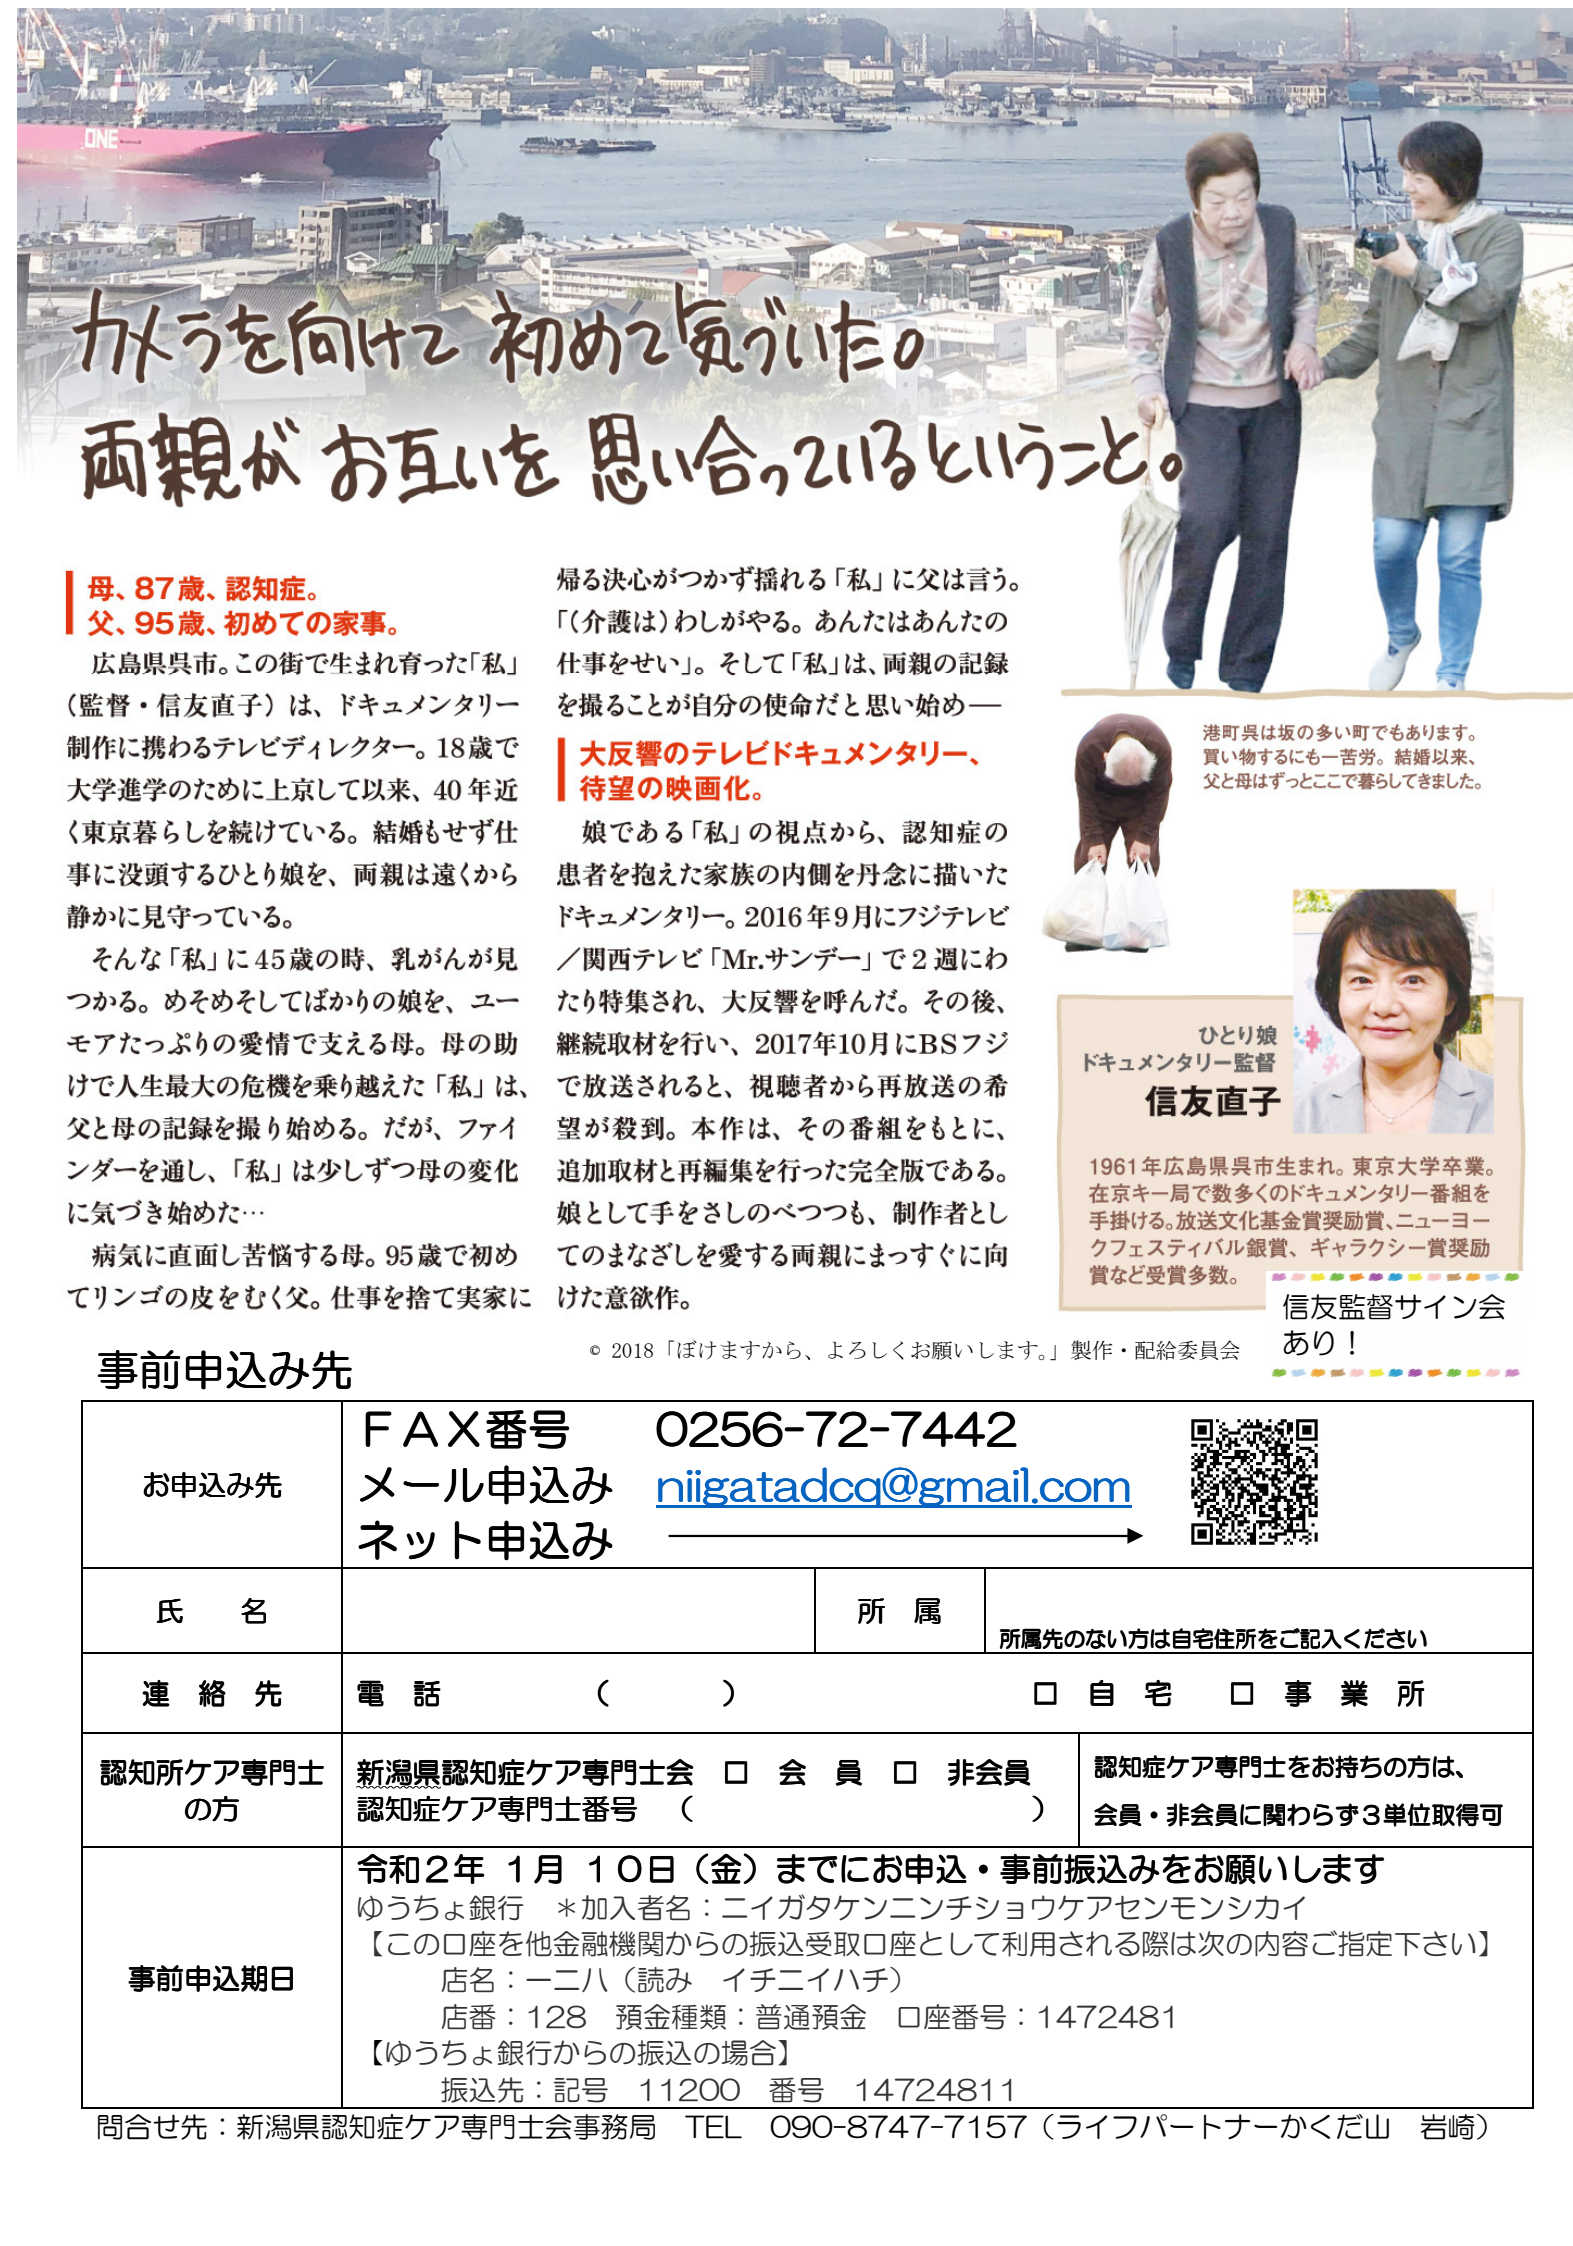 ONE
カメラを向けて 初めて気づいた。
両親が お互いを 思い合っているということ。
母、87歳、認知症。
父、95歳、初めての家事。
広島県呉市。この街で生まれ育った「私」
（監督・信友直子）は、ドキュメンタリー
制作に携わるテレビディレクター。18歳で
大学進学のために上京して以来、40年近
く東京暮らしを続けている。結婚もせず仕
事に没頭するひとり娘を、両親は遠くから
静かに見守っている。
そんな「私」に45歳の時、乳がんが見
つかる。めそめそしてばかりの娘を、ユー
モアたっぷりの愛情で支える母。母の助
けで人生最大の危機を乗り越えた「私」は、
父と母の記録を撮り始める。だが、ファイ
ンダーを通し、「私」は少しずつ母の変化
に気づき始めた…
病気に直面し苦悩する母。95歳で初め
てリンゴの皮をむく父。仕事を捨て実家に
帰る決心がつかず揺れる「私」に父は言う。
「（介護は）わしがやる。あんたはあんたの
仕事をせい」。そして「私」は、両親の記録
を撮ることが自分の使命だと思い始め―
大反響のテレビドキュメンタリー、
待望の映画化。
娘である「私」の視点から、認知症の
患者を抱えた家族の内側を丹念に描いた
ドキュメンタリー。2016年9月にフジテレビ
／関西テレビ「Mr.サンデー」で2週にわ
たり特集され、大反響を呼んだ。その後、
継続取材を行い、2017年10月にBSフジ
で放送されると、視聴者から再放送の希
望が殺到。本作は、その番組をもとに、
追加取材と再編集を行った完全版である。
娘として手をさしのべつつも、制作者とし
てのまなざしを愛する両親にまっすぐに向
けた意欲作。
港町呉は坂の多い町でもあります。
買い物するにも一苦労。結婚以来、
父と母はずっとここで暮らしてきました。
ひとり娘
ドキュメンタリー監督
信友直子
1961年広島県呉市生まれ。東京大学卒業。
在京キー局で数多くのドキュメンタリー番組を
手掛ける。放送文化基金賞奨励賞、ニューヨー
クフェスティバル銀賞、ギャラクシー賞奨励
賞など受賞多数。
信友監督サイン会
あり！
© 2018「ぼけますから、よろしくお願いします。」製作・配給委員会
事前申込み先
お申込み先
ＦＡＸ番号 0256-72-7442
メール申込み niigatadcq@gmail.com
ネット申込み
氏 名
所 属
所属先のない方は自宅住所をご記入ください
連 絡 先
電 話 （ ） □ 自 宅 □ 事 業 所
認知所ケア専門士
の方
新潟県認知症ケア専門士会 □ 会 員 □ 非会員
認知症ケア専門士番号 （ ）
認知症ケア専門士をお持ちの方は、
会員・非会員に関わらず３単位取得可
事前申込期日
令和２年 １月 １０日（金）までにお申込・事前振込みをお願いします
ゆうちょ銀行 ＊加入者名：ニイガタケンニンチショウケアセンモンシカイ
【この口座を他金融機関からの振込受取口座として利用される際は次の内容ご指定下さい】
店名：一二八（読み イチニイハチ）
店番：128 預金種類：普通預金 口座番号：1472481
【ゆうちょ銀行からの振込の場合】
振込先：記号 11200 番号 14724811
問合せ先：新潟県認知症ケア専門士会事務局 TEL 090-8747-7157（ライフパートナーかくだ山 岩崎）